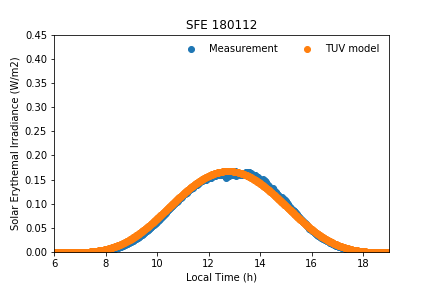 SFE 180112
Measurement
TUV model
Solar Erythemal Irradiance (W/m2)
0.45
0.40
0.35
0.30
0.25
0.20
0.15
0.10
0.05
0.00
6 8 10 12 14 16 18
Local Time (h)